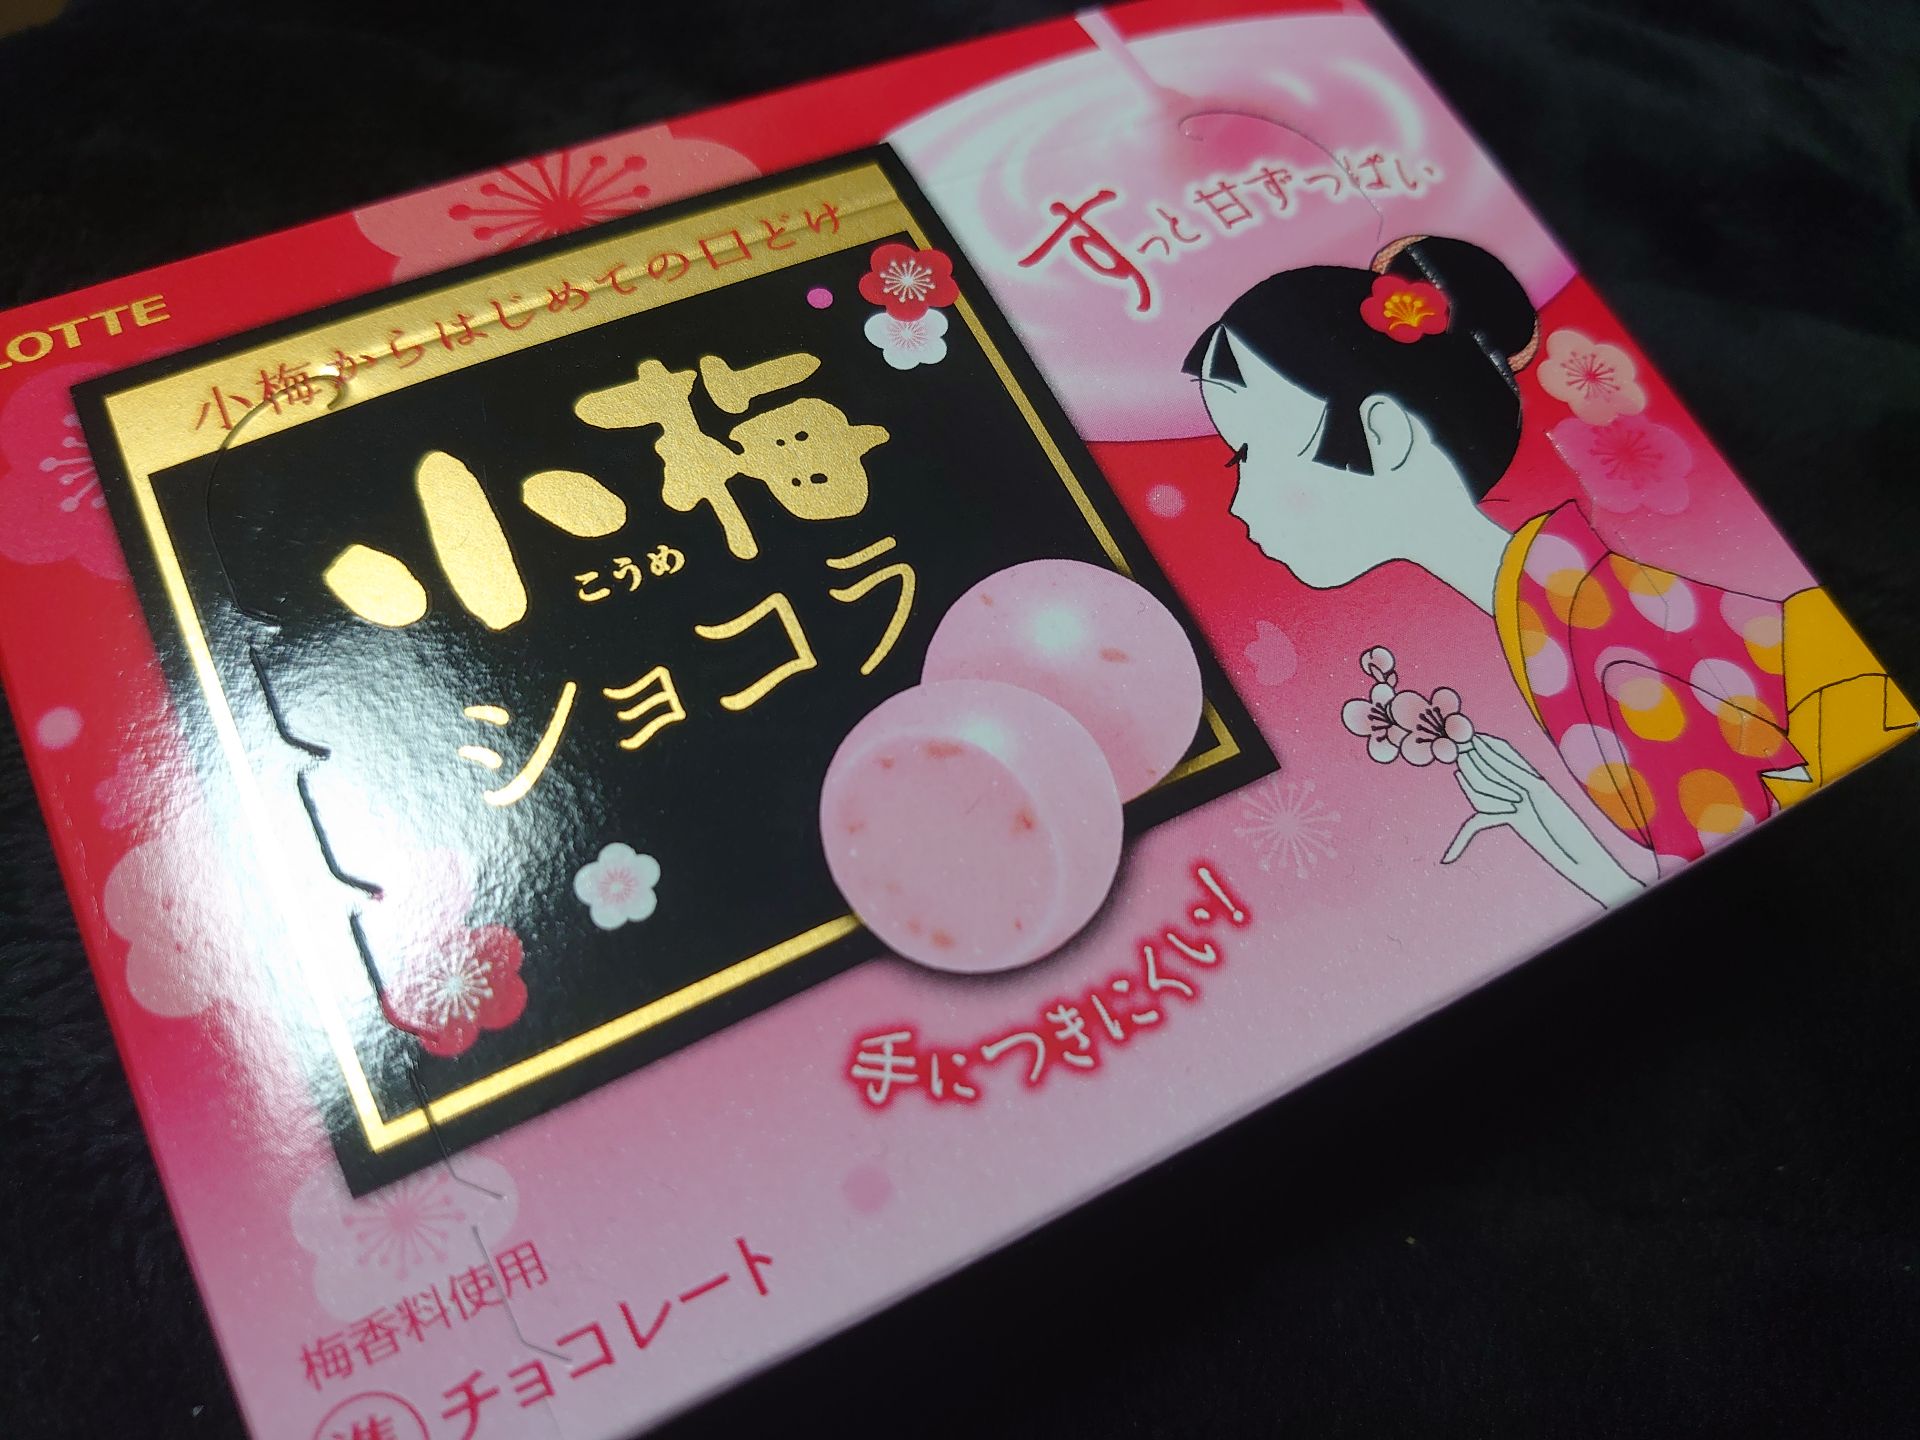 LOTTE
小梅からはじめての口どけ
すっと甘ずっぱい
小梅
こうめ
ショコラ
手につきにくい!
梅香料使用
準チョコレート